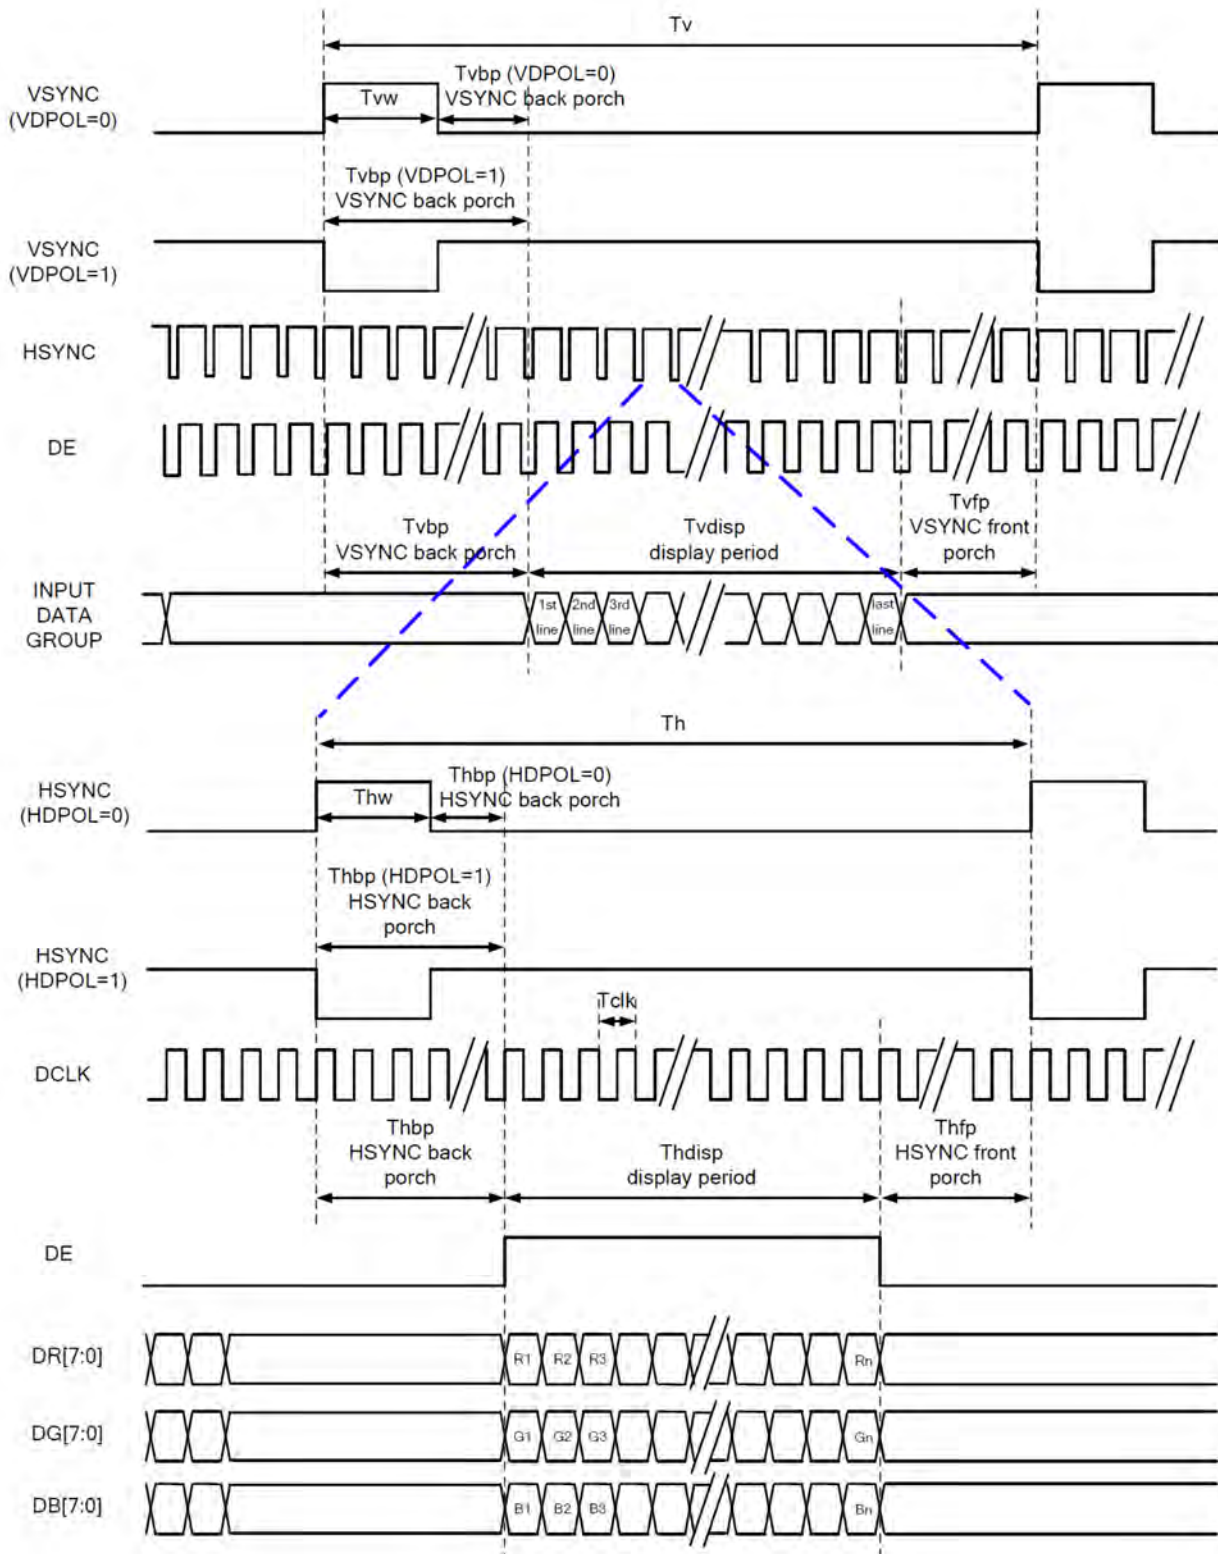 Tv
VSYNC
(VDPOL=0)
Tvw
Tvbp (VDPOL=0)
VSYNC back porch
Tvbp (VDPOL=1)
VSYNC back porch
VSYNC
(VDPOL=1)
HSYNC
DE
Tvbp
VSYNC back porch
Tvdisp
display period
Tvfp
VSYNC front
porch
INPUT
DATA
GROUP
1st
line
2nd
line
3rd
line
last
line
Th
HSYNC
(HDPOL=0)
Thw
Thbp (HDPOL=0)
HSYNC back porch
Thbp (HDPOL=1)
HSYNC back
porch
HSYNC
(HDPOL=1)
Tclk
DCLK
Thbp
HSYNC back
porch
Thdisp
display period
Thfp
HSYNC front
porch
DE
DR[7:0]
R1 R2 R3 Rn
DG[7:0]
G1 G2 G3 Gn
DB[7:0]
B1 B2 B3 Bn